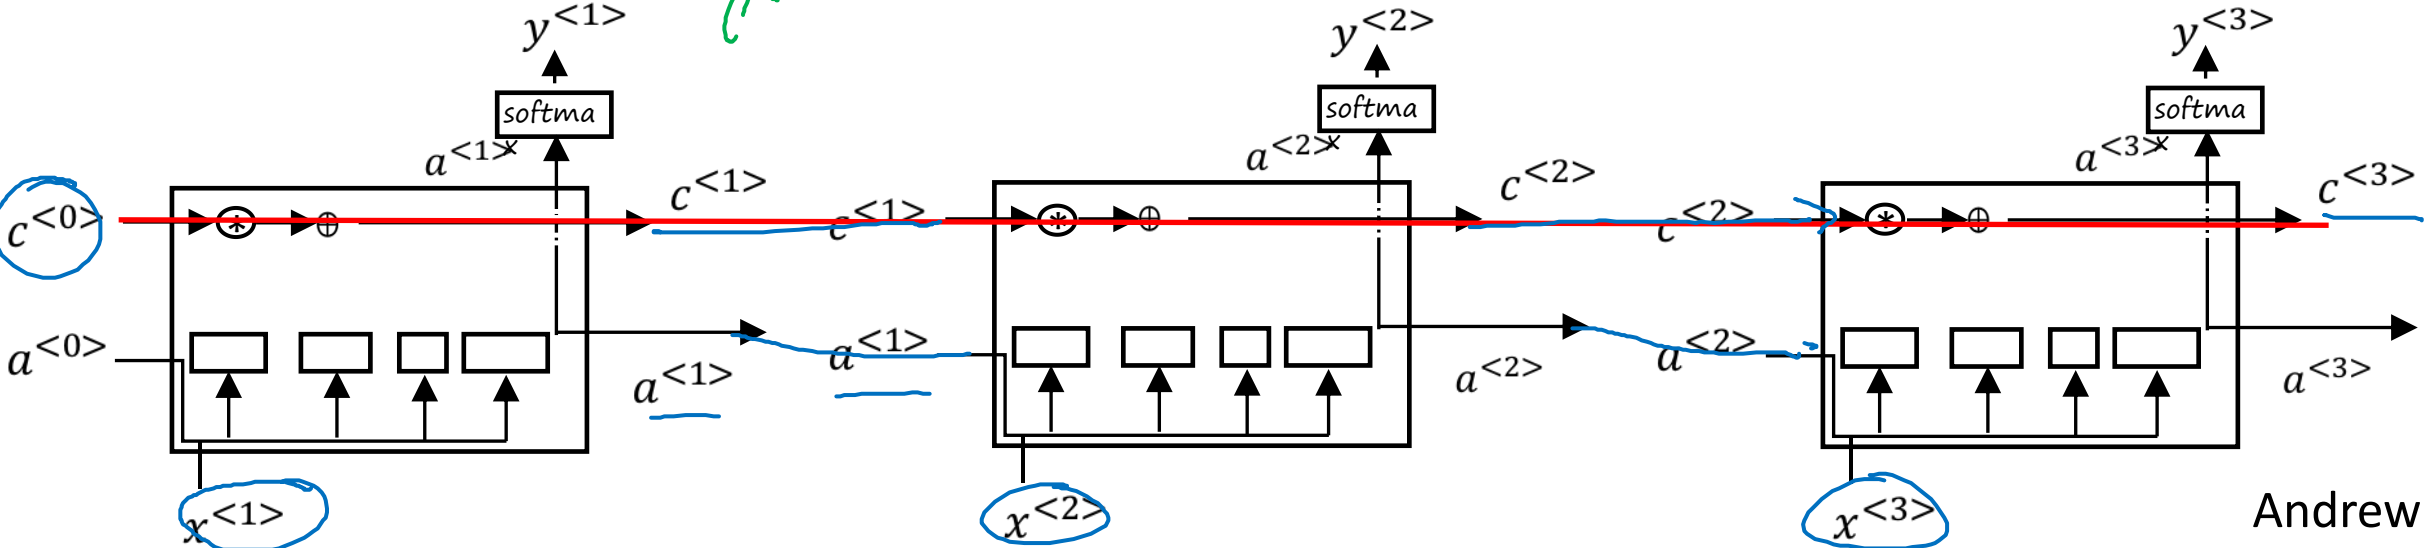 y<1> y<2> y<3>
softma softma softma
x x x
a<1> a<2> a<3>
c<0> c<1> c<1> c<2> c<2> c<3>
* ⊕ * ⊕ * ⊕
a<0> a<1> a<1> a<2> a<2> a<3>
x<1> x<2> x<3>
Andrew